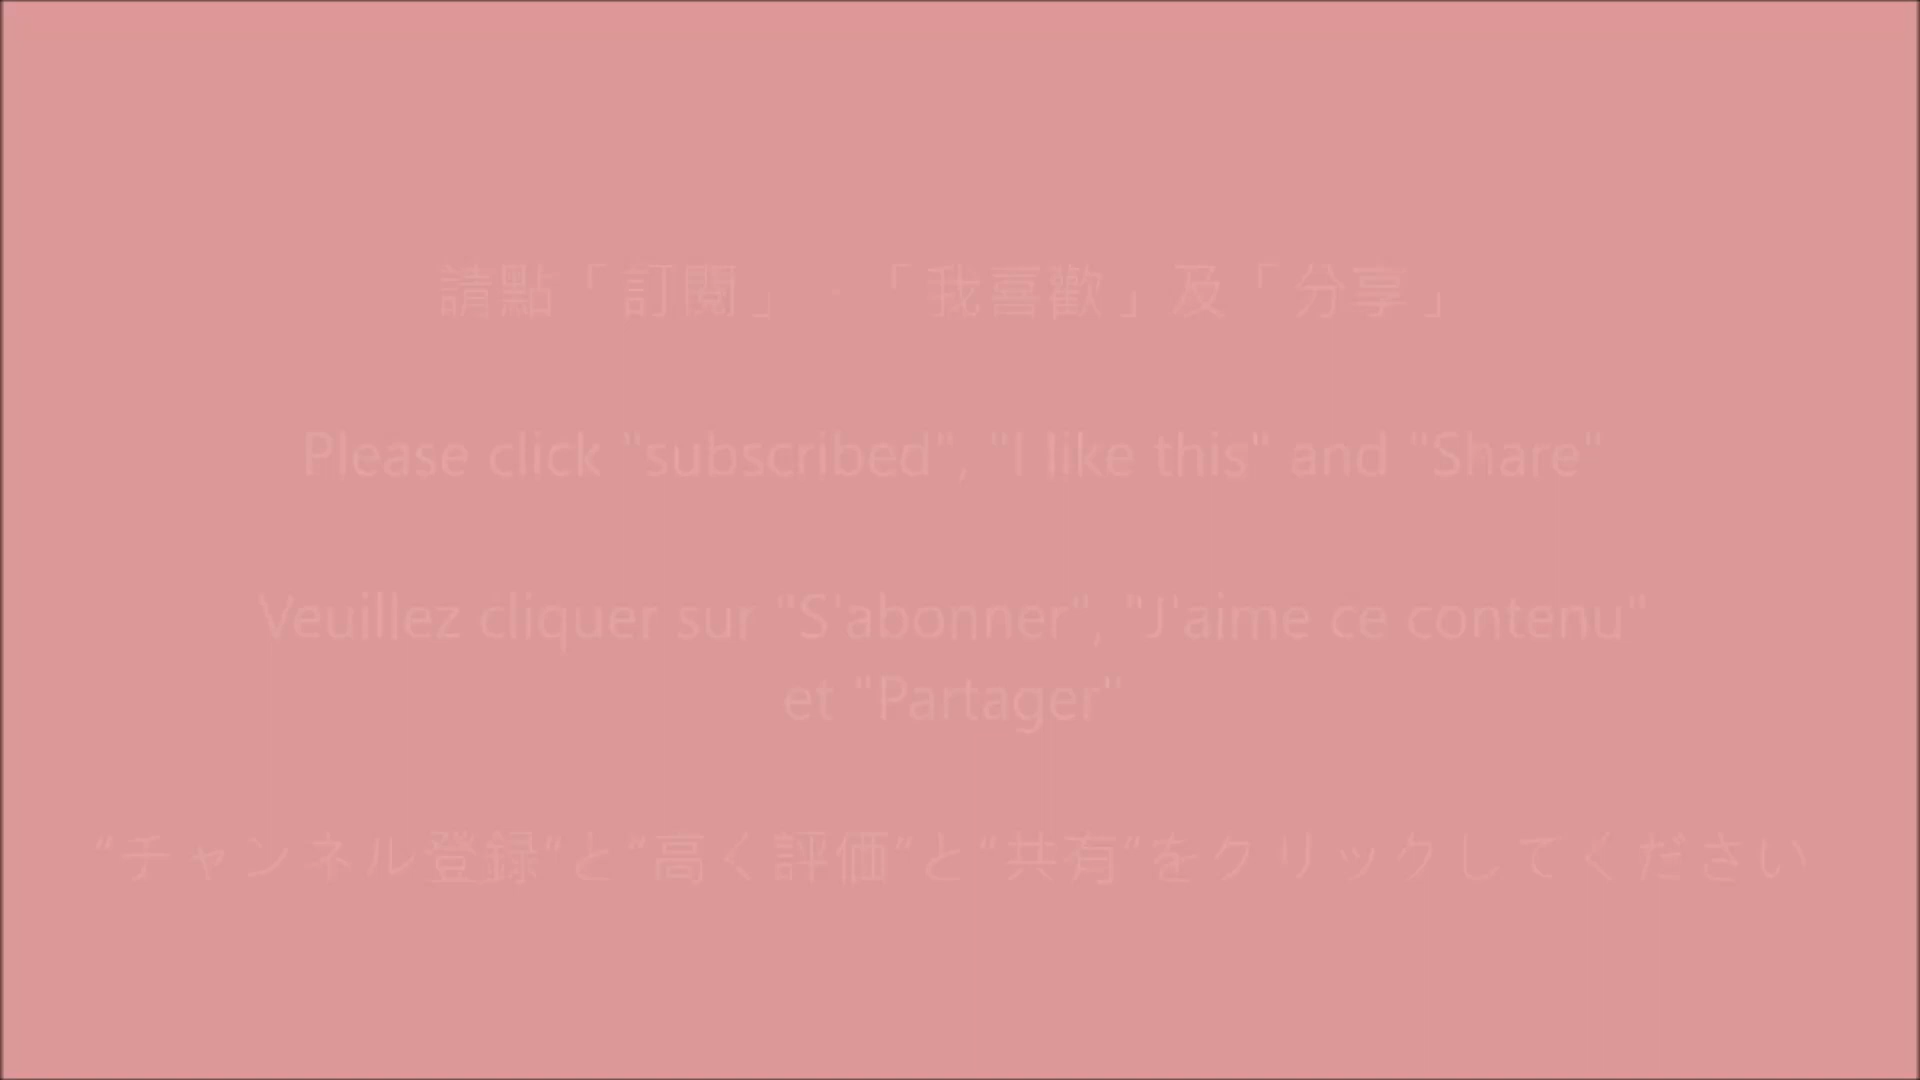 請點「訂閱」、「我喜歡」及「分享」
Please click "subscribed", "I like this" and "Share"
Veuillez cliquer sur "S'abonner", "J'aime ce contenu"
et "Partager"
“チャンネル登録”と”高く評価”と“共有”をクリックしてください